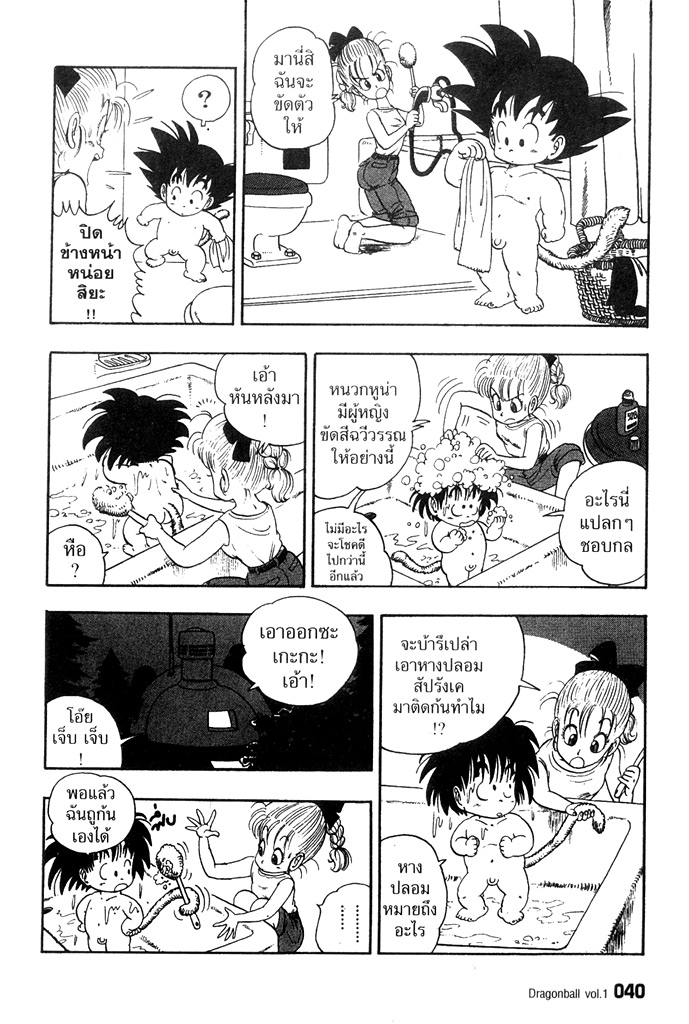 มานี่สิ
ฉันจะ
ขัดตัว
ให้
?
ปิด
ข้างหน้า
หน่อย
สิยะ
!!
หนวกหูน่า
มีผู้หญิง
ขัดสีฉวีวรรณ
ให้อย่างนี้
ไม่มีอะไร
จะโชคดี
ไปกว่านี้
อีกแล้ว
อะไรนี่
แปลกๆ
ชอบกล
เอ้า
หันหลังมา
!
หือ
?
จะบ้ารึเปล่า
เอาหางปลอม
สัปรังเค
มาติดก้นทำไม
!?
หาง
ปลอม
หมายถึง
อะไร
เอาออกซะ
เกะกะ!
เอ้า!
โอ๊ย
เจ็บ เจ็บ
!
พอแล้ว
ฉันถูก้น
เองได้
......
Dragonball vol.1 040